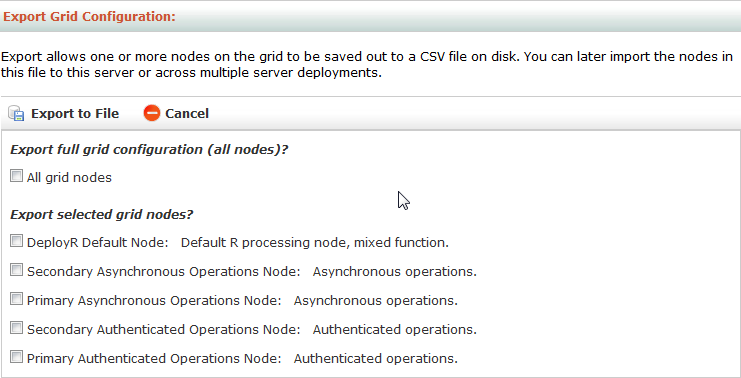 Export Grid Configuration:
Export allows one or more nodes on the grid to be saved out to a CSV file on disk. You can later import the nodes in
this file to this server or across multiple server deployments.
Export to File Cancel
Export full grid configuration (all nodes)?
All grid nodes
Export selected grid nodes?
DeployR Default Node: Default R processing node, mixed function.
Secondary Asynchronous Operations Node: Asynchronous operations.
Primary Asynchronous Operations Node: Asynchronous operations.
Secondary Authenticated Operations Node: Authenticated operations.
Primary Authenticated Operations Node: Authenticated operations.